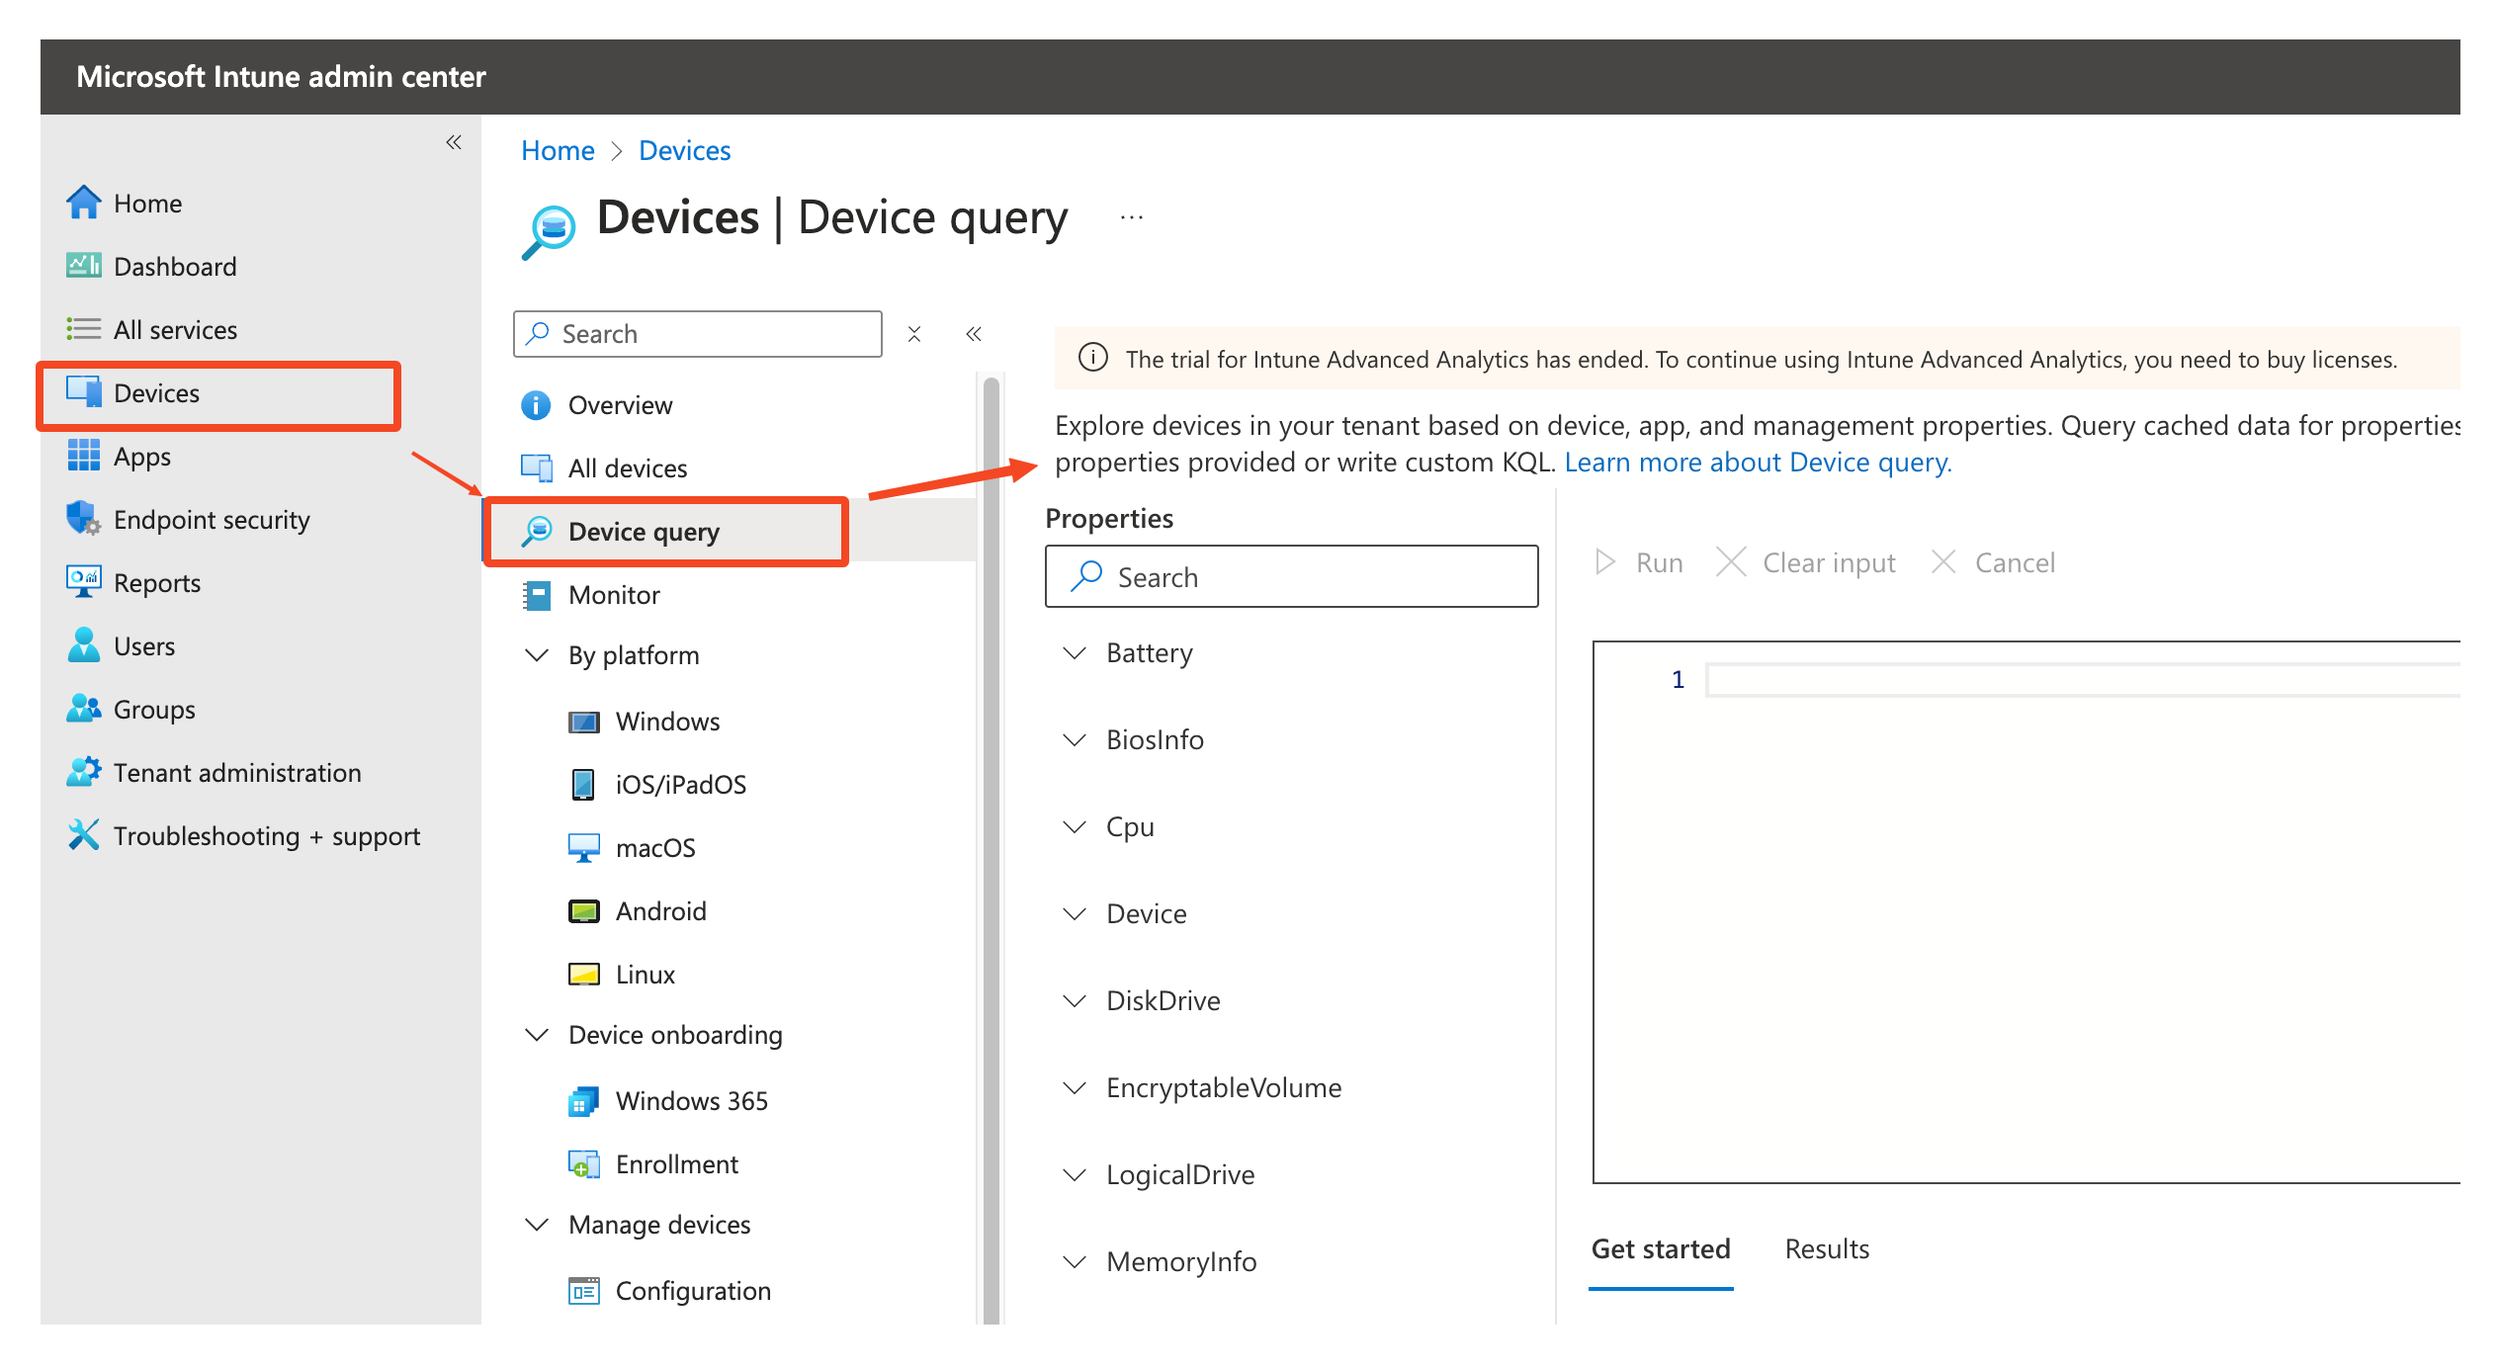 Microsoft Intune admin center
Home
Dashboard
All services
Devices
Apps
Endpoint security
Reports
Users
Groups
Tenant administration
Troubleshooting + support
Home > Devices
Devices | Device query ...
Search
Overview
All devices
Device query
Monitor
By platform
Windows
iOS/iPadOS
macOS
Android
Linux
Device onboarding
Windows 365
Enrollment
Manage devices
Configuration
The trial for Intune Advanced Analytics has ended. To continue using Intune Advanced Analytics, you need to buy licenses.
Explore devices in your tenant based on device, app, and management properties. Query cached data for properties
properties provided or write custom KQL. Learn more about Device query.
Properties
Search
Battery
BiosInfo
Cpu
Device
DiskDrive
EncryptableVolume
LogicalDrive
MemoryInfo
Run Clear input Cancel
1
Get started Results